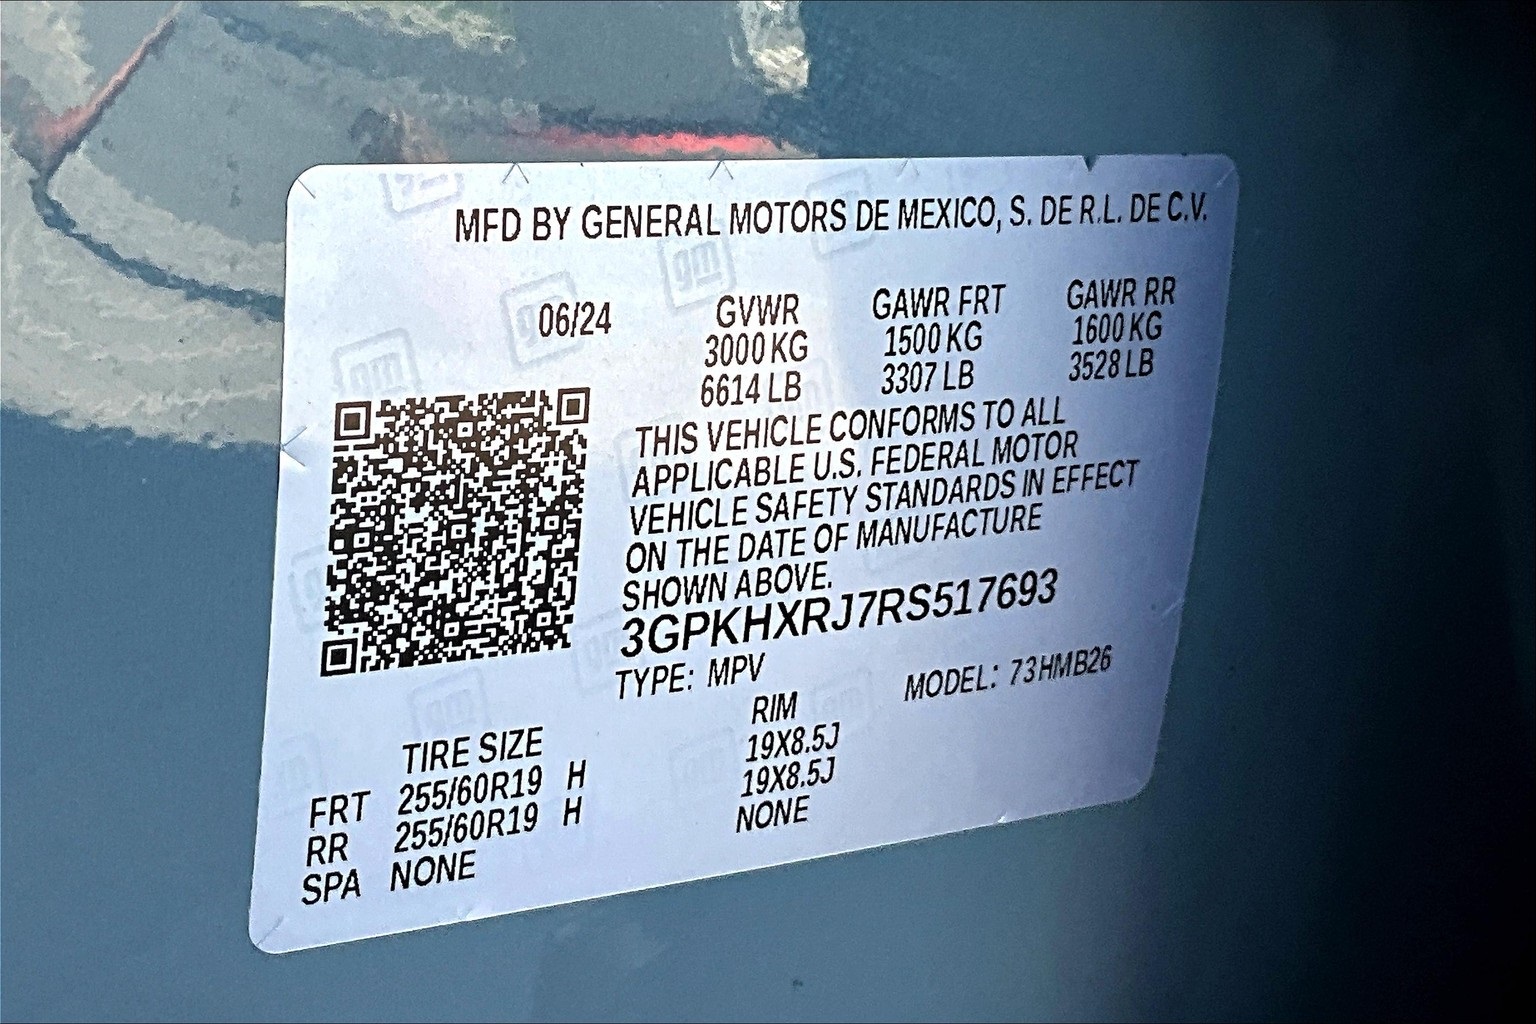 MFD BY GENERAL MOTORS DE MEXICO, S. DE R.L. DE C.V.
06/24 GVWR GAWR FRT GAWR RR
3000 KG 1500 KG 1600 KG
6614 LB 3307 LB 3528 LB
THIS VEHICLE CONFORMS TO ALL
APPLICABLE U.S. FEDERAL MOTOR
VEHICLE SAFETY STANDARDS IN EFFECT
ON THE DATE OF MANUFACTURE
SHOWN ABOVE.
3GPKHXRJ7RS517693
TYPE: MPV MODEL: 73HMB26
TIRE SIZE RIM
FRT 255/60R19 H 19X8.5J
RR 255/60R19 H 19X8.5J
SPA NONE NONE